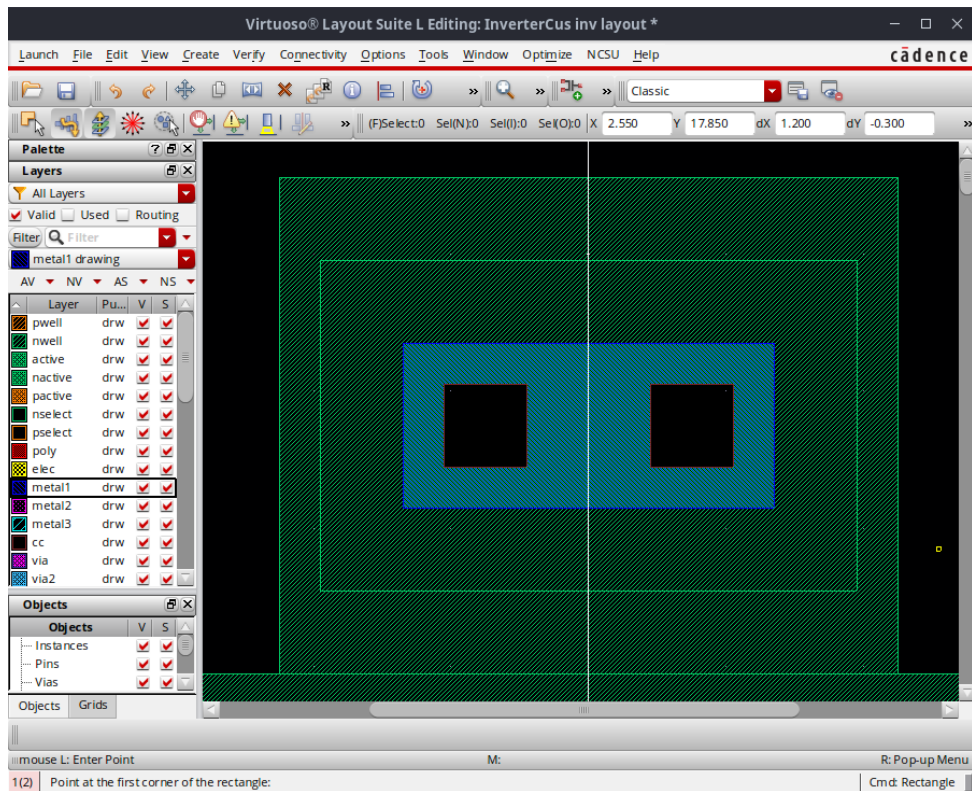 Virtuoso® Layout Suite L Editing: InverterCus inv layout *
Launch File Edit View Create Verify Connectivity Options Tools Window Optimize NCSU Help cādence
R » » » Classic
» (F)Select:0 Sel(N):0 Sel(I):0 Sel(O):0 X 2.550 Y 17.850 dX 1.200 dY -0.300 »
Palette ?
Layers
All Layers
Valid Used Routing
Filter Filter
metal1 drawing
AV NV AS NS
Layer Pu... V S
pwell drw
nwell drw
active drw
nactive drw
pactive drw
nselect drw
pselect drw
poly drw
elec drw
metal1 drw
metal2 drw
metal3 drw
cc drw
via drw
via2 drw
Objects
Objects V S
Instances
Pins
Vias
Objects Grids
mouse L: Enter Point M: R: Pop-up Menu
1(2) Point at the first corner of the rectangle: Cmd: Rectangle